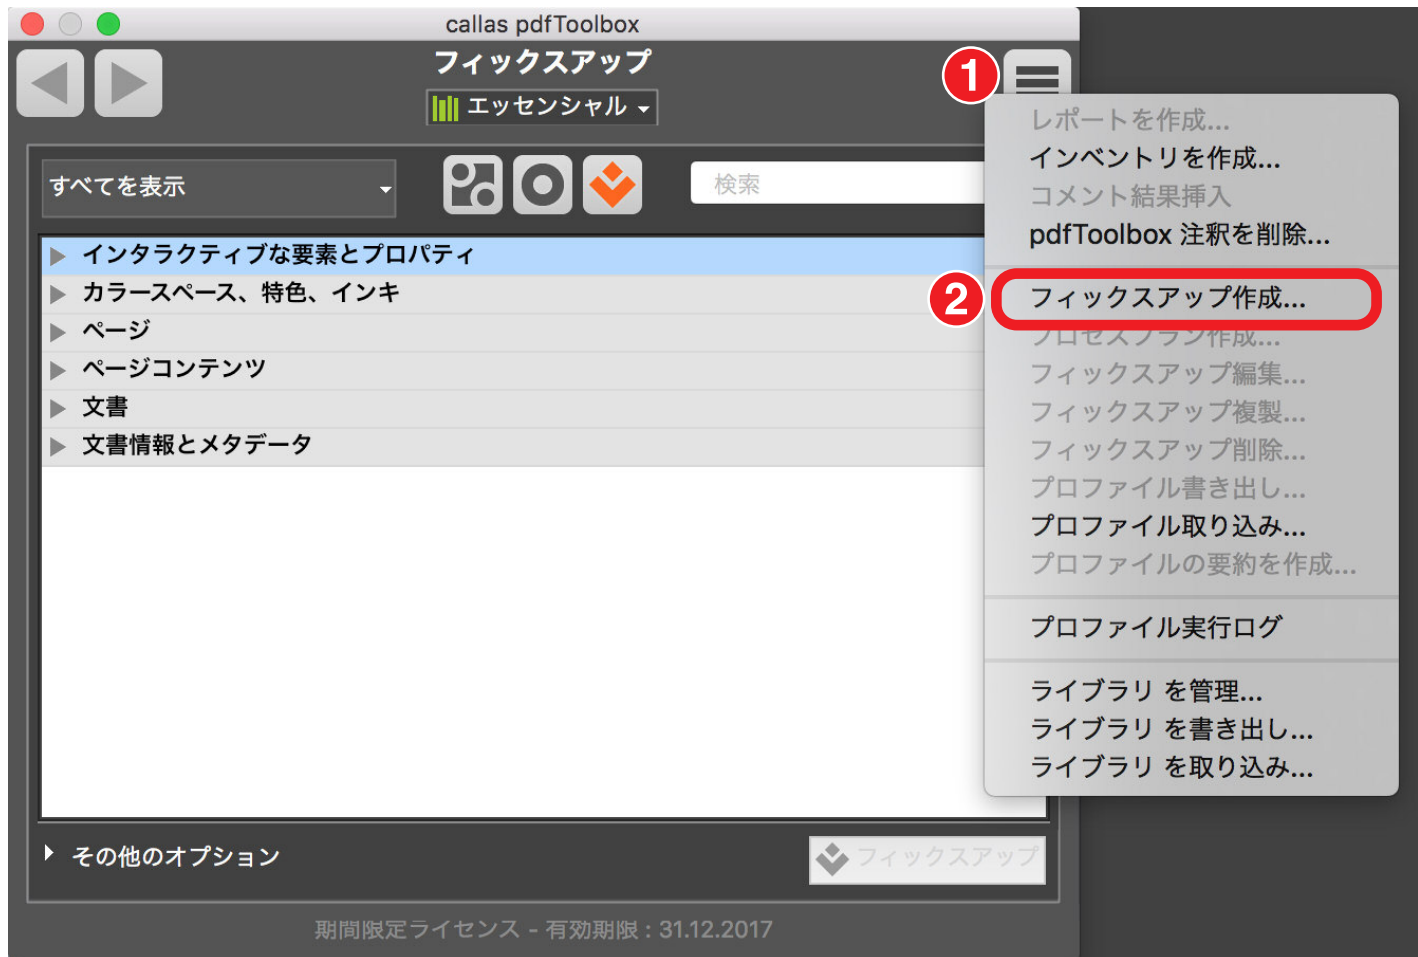 callas pdfToolbox
フィックスアップ
エッセンシャル
1
すべてを表示
検索
インタラクティブな要素とプロパティ
カラースペース、特色、インキ
ページ
ページコンテンツ
文書
文書情報とメタデータ
その他のオプション
フィックスアップ
期間限定ライセンス - 有効期限 : 31.12.2017
レポートを作成...
インベントリを作成...
コメント結果挿入
pdfToolbox 注釈を削除...
2
フィックスアップ作成...
プロセスプラン作成...
フィックスアップ編集...
フィックスアップ複製...
フィックスアップ削除...
プロファイル書き出し...
プロファイル取り込み...
プロファイルの要約を作成...
プロファイル実行ログ
ライブラリ を管理...
ライブラリ を書き出し...
ライブラリ を取り込み...